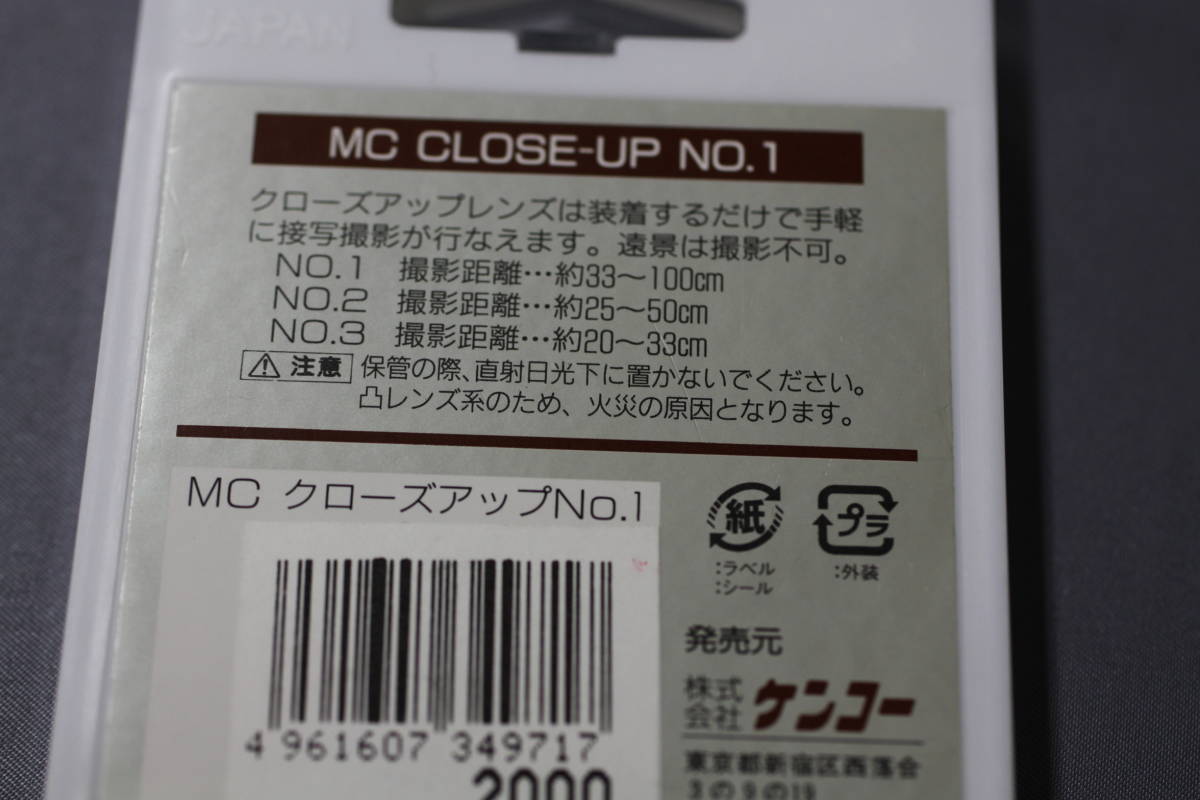 JAPAN
MC CLOSE-UP NO.1
クローズアップレンズは装着するだけで手軽
に接写撮影が行なえます。遠景は撮影不可。
NO.1 撮影距離…約33〜100cm
NO.2 撮影距離…約25〜50cm
NO.3 撮影距離…約20〜33cm
注意 保管の際、直射日光下に置かないでください。
凸レンズ系のため、火災の原因となります。
MC クローズアップNo.1
4 961607 349717
2000
紙
:ラベル
:シール
プラ
:外装
発売元
株式会社 ケンコー
東京都新宿区西落合
3の9の19